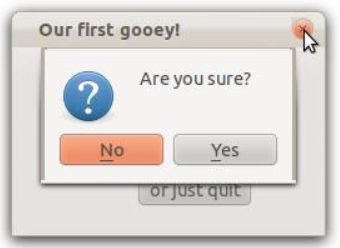 Our first gooey!
Are you sure?
No Yes
or just quit